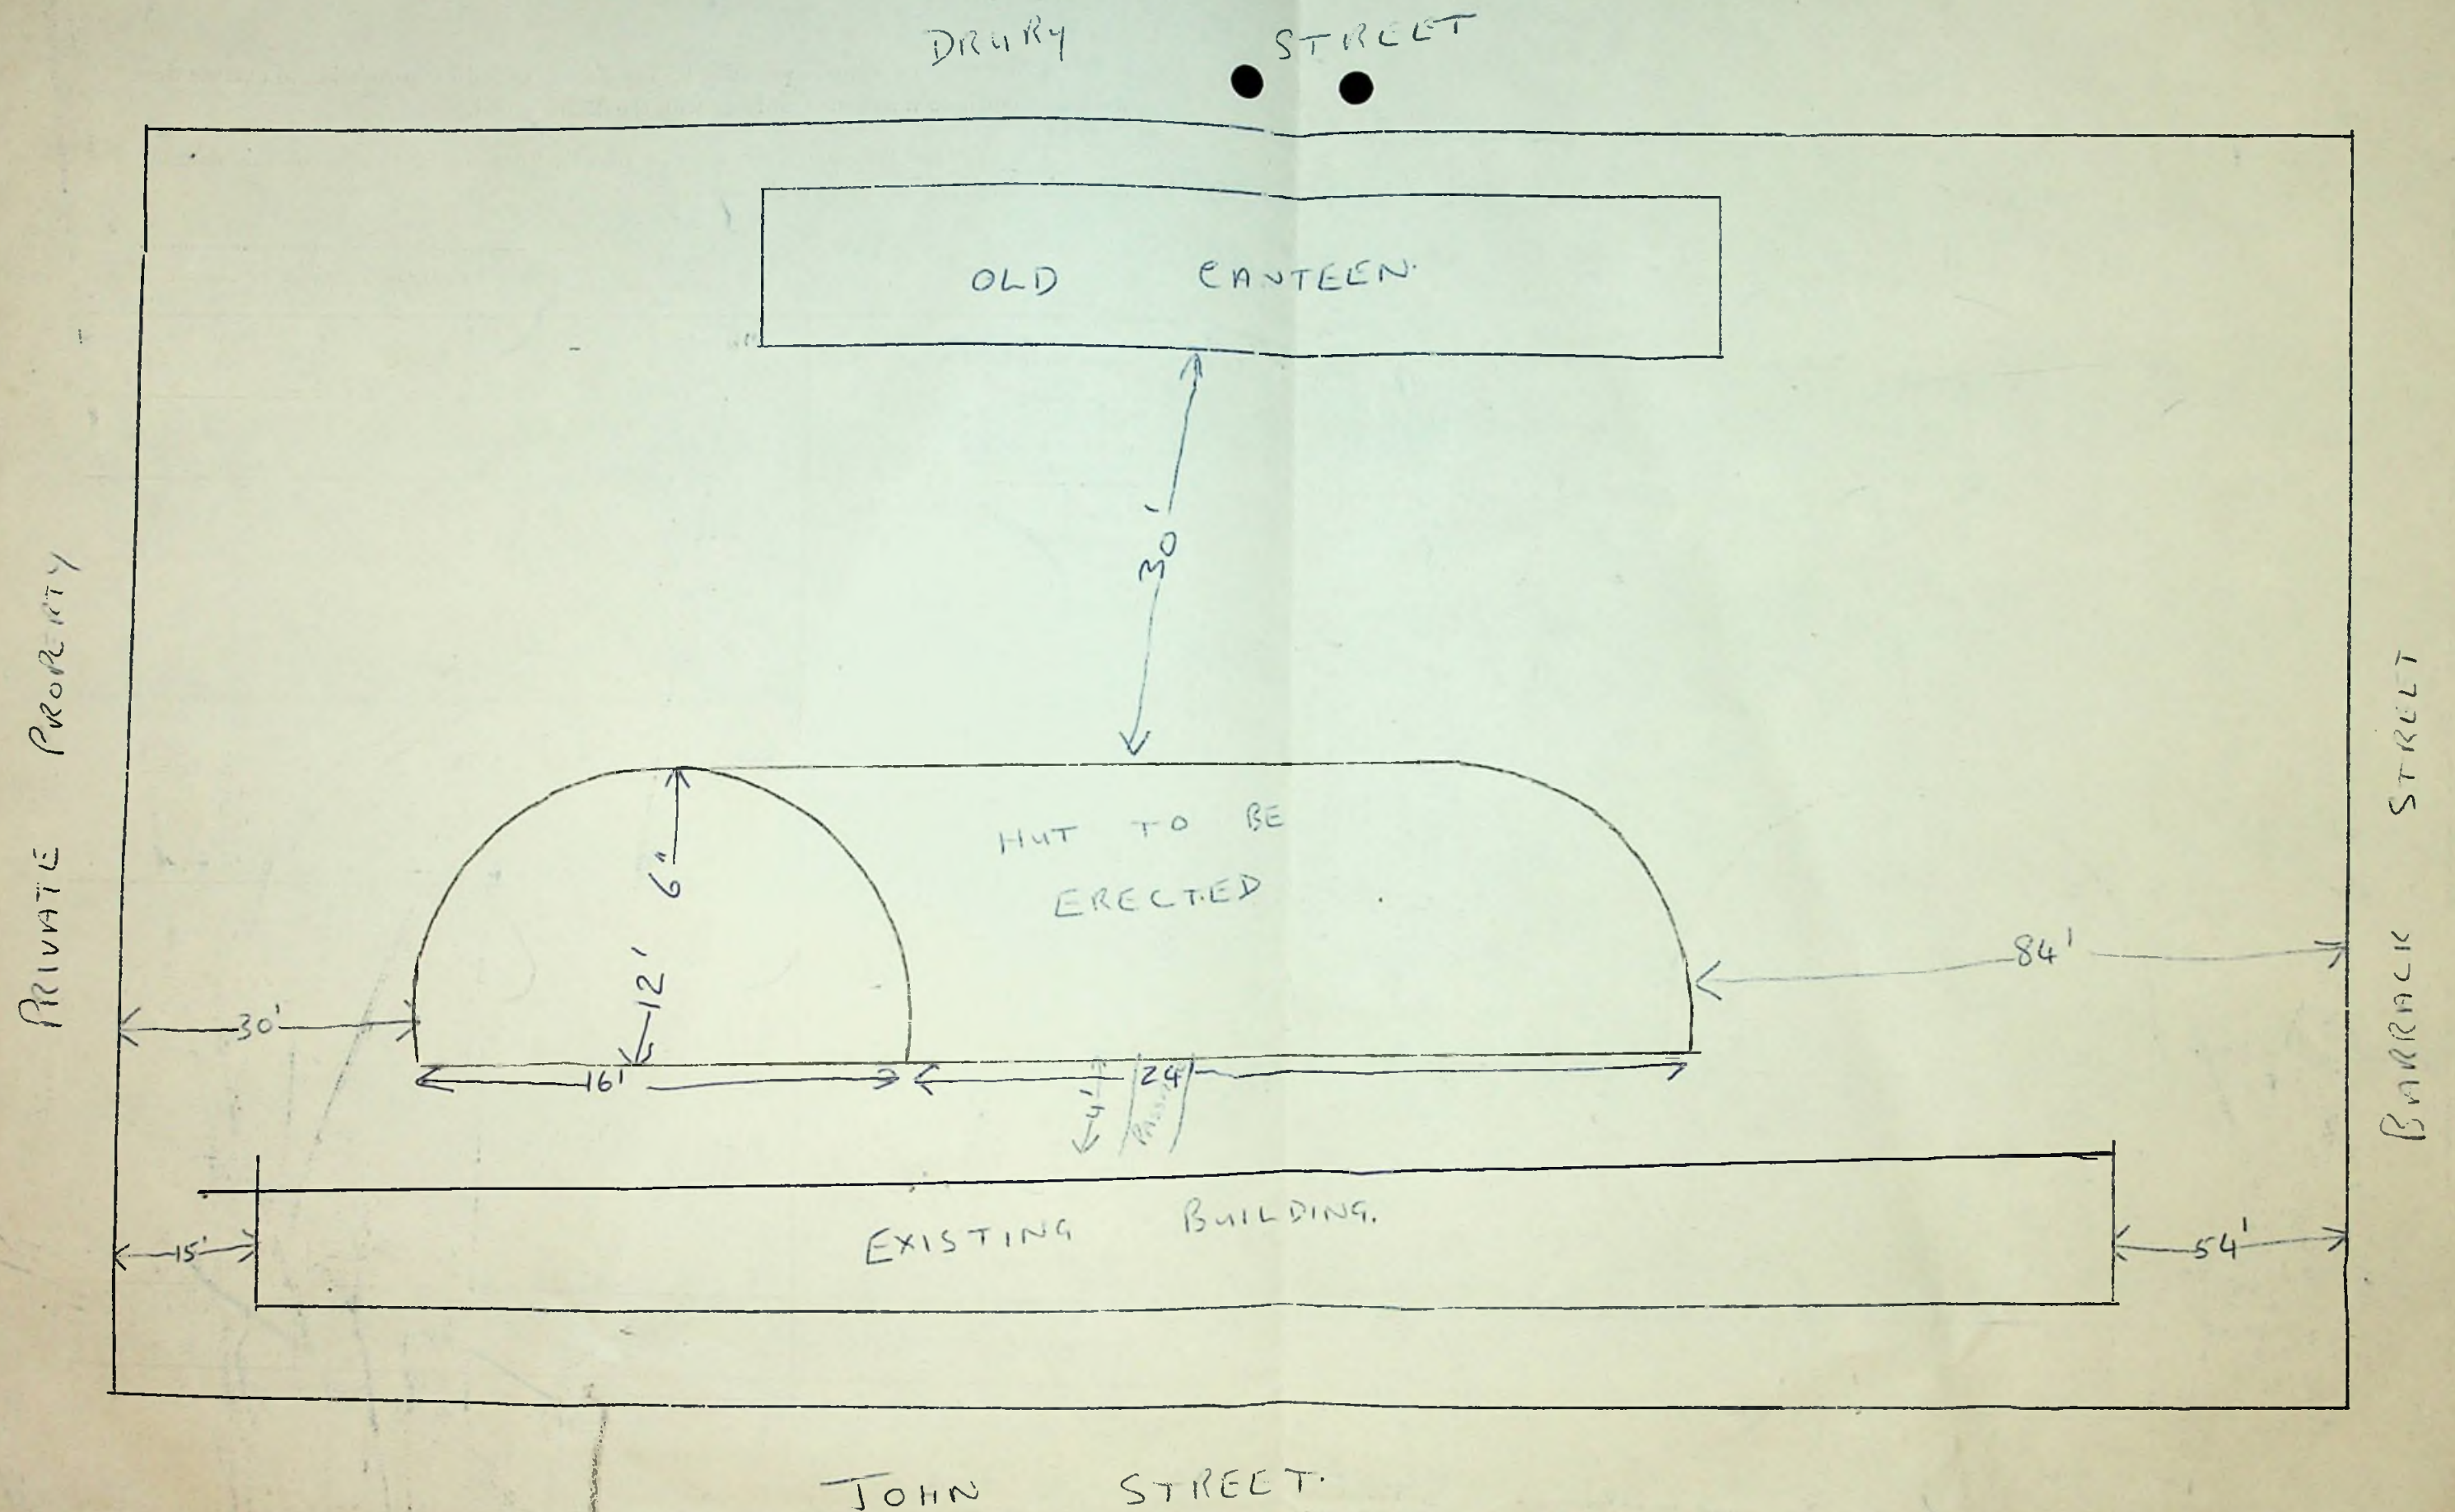 DRURY STREET
OLD CANTEEN.
30'
PRIVATE PROPERTY
HUT TO BE
ERECTED
12' 6"
BARRACK STREET
84'
30'
16'
24'
4'
EXISTING BUILDING.
15'
54'
JOHN STREET.